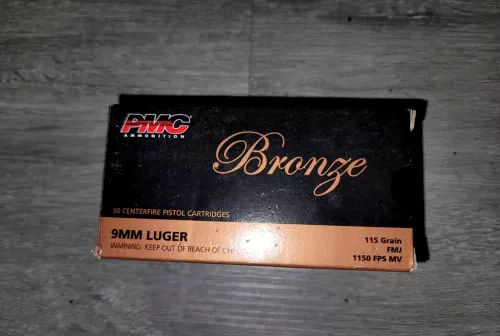 PMC
AMMUNITION
Bronze
50 CENTERFIRE PISTOL CARTRIDGES
9MM LUGER
WARNING: KEEP OUT OF REACH OF
115 Grain
FMJ
1150 FPS MV